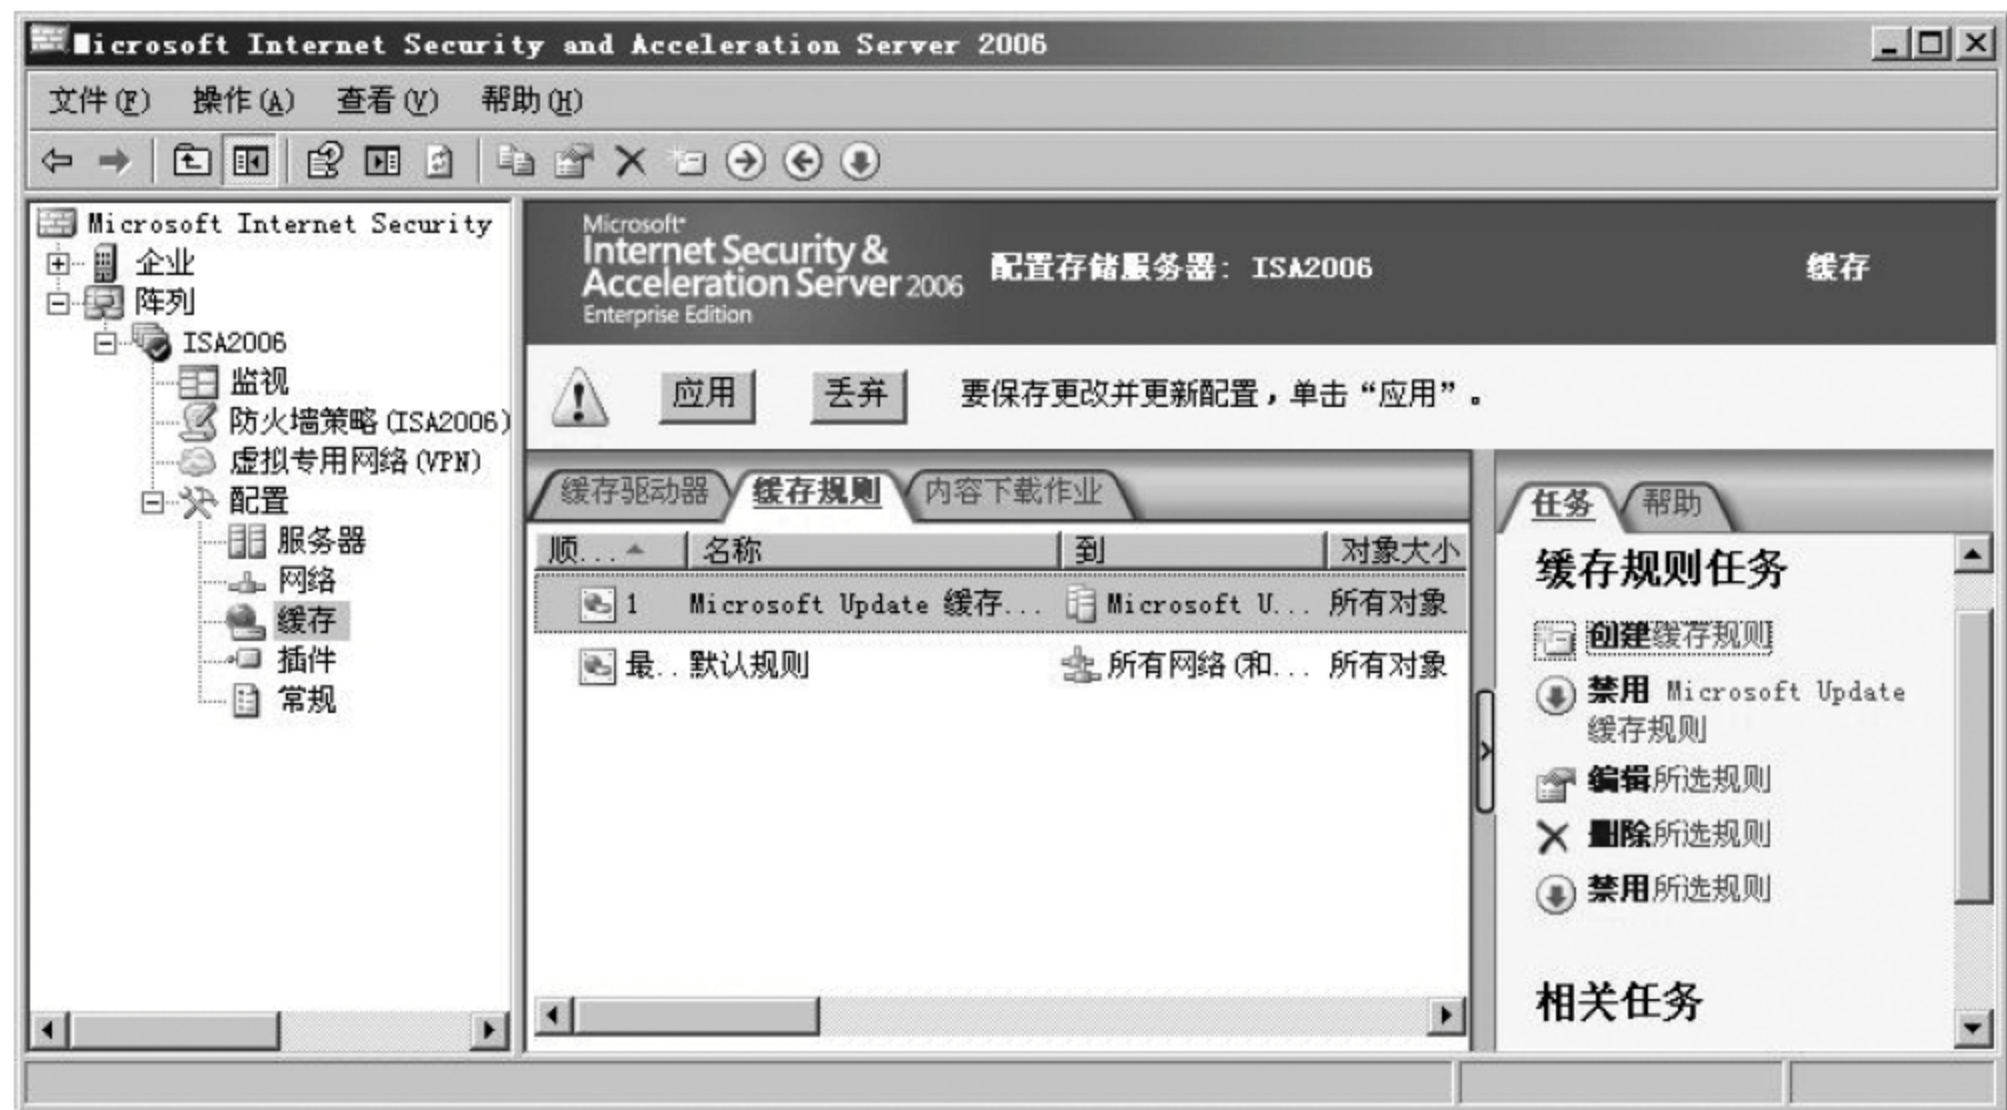 Microsoft Internet Security and Acceleration Server 2006
文件(F) 操作(A) 查看(V) 帮助(H)
Microsoft Internet Security
企业
阵列
ISA2006
监视
防火墙策略(ISA2006)
虚拟专用网络(VPN)
配置
服务器
网络
缓存
插件
常规
Microsoft
Internet Security &
Acceleration Server 2006
Enterprise Edition
配置存储服务器: ISA2006
缓存
应用 丢弃 要保存更改并更新配置，单击“应用”。
缓存驱动器 缓存规则 内容下载作业
顺... 名称 到 对象大小
1 Microsoft Update 缓存... Microsoft U... 所有对象
最.. 默认规则 所有网络(和... 所有对象
任务 帮助
缓存规则任务
创建缓存规则
禁用 Microsoft Update
缓存规则
编辑所选规则
删除所选规则
禁用所选规则
相关任务